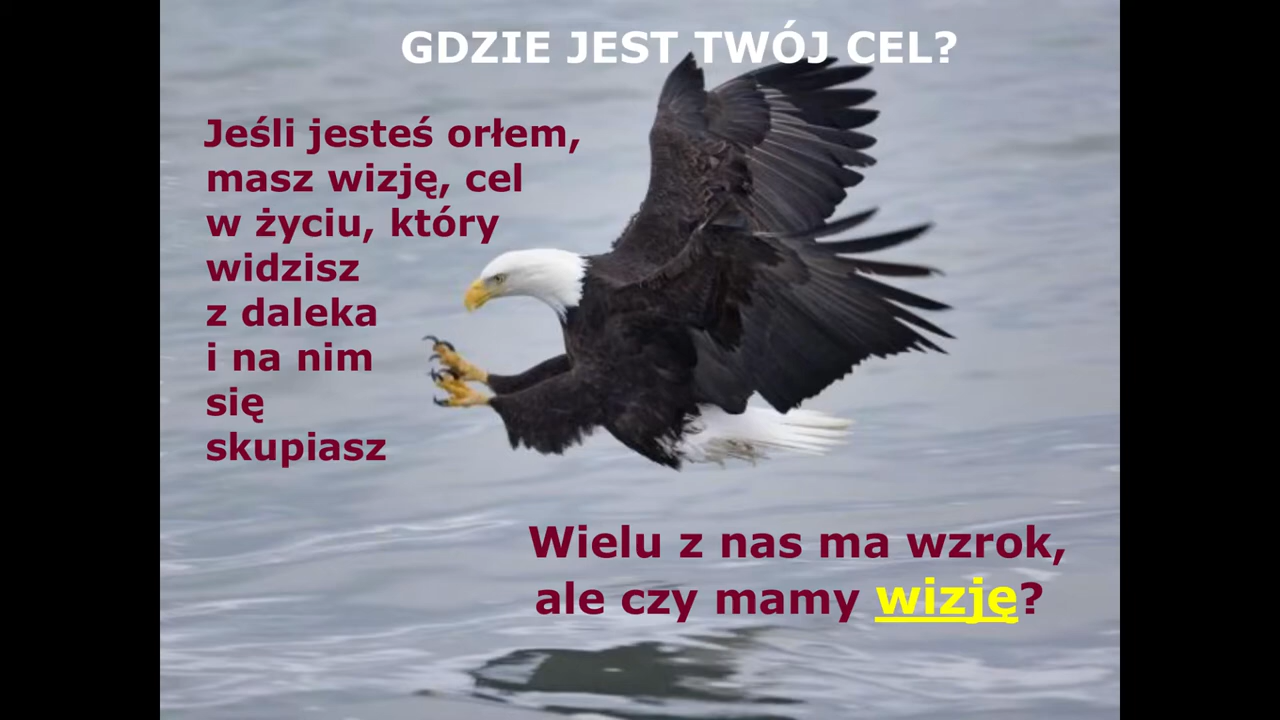 GDZIE JEST TWÓJ CEL?
Jeśli jesteś orłem,
masz wizję, cel
w życiu, który
widzisz
z daleka
i na nim
się
skupiasz
Wielu z nas ma wzrok,
ale czy mamy wizję?